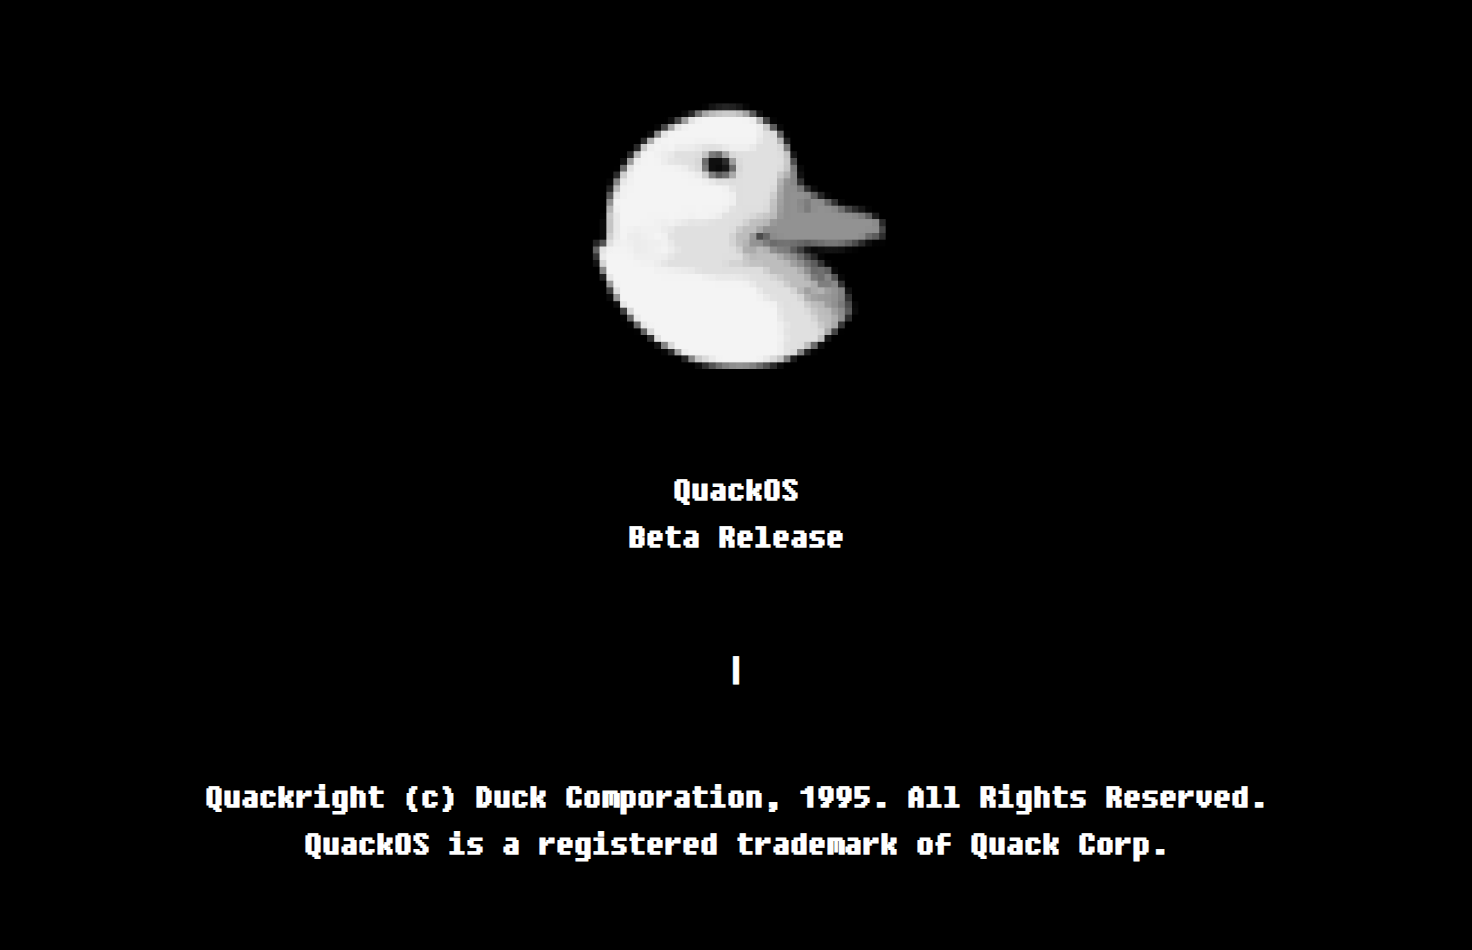 QuackOS
Beta Release
|
Quackright (c) Duck Comporation, 1995. All Rights Reserved.
QuackOS is a registered trademark of Quack Corp.